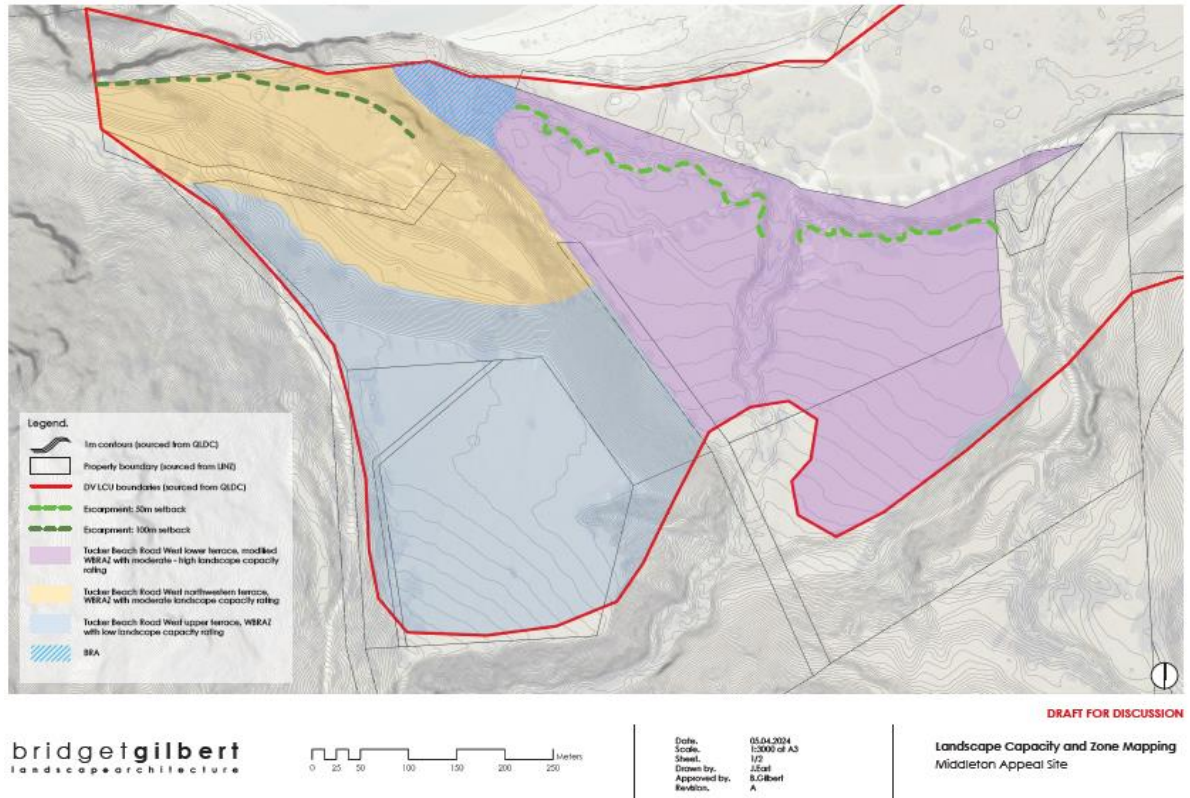 Legend.
1m contours (sourced from QLDC)
Property boundary (sourced from LINZ)
DV LCU boundaries (sourced from QLDC)
Escarpment: 50m setback
Escarpment: 100m setback
Tucker Beach Road West lower terrace, modified
WBRAZ with moderate - high landscape capacity
rating
Tucker Beach Road West northwestern terrace,
WBRAZ with moderate landscape capacity rating
Tucker Beach Road West upper terrace, WBRAZ
with low landscape capacity rating
BRA
DRAFT FOR DISCUSSION
bridgetgilbert
landscapearchitecture
Meters
0 25 50 100 150 200 250
Date. 05.04.2024
Scale. 1:3000 at A3
Sheet. 1/2
Drawn by. J.Earl
Approved by. B.Gilbert
Revision. A
Landscape Capacity and Zone Mapping
Middleton Appeal Site